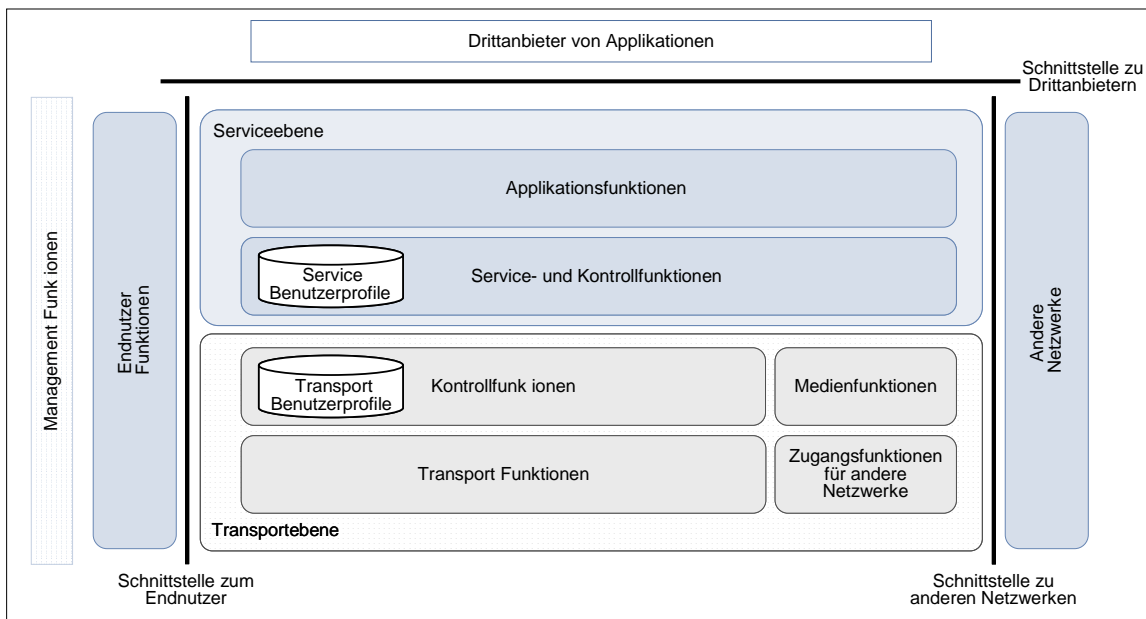 Drittanbieter von Applikationen
Schnittstelle zu
Drittanbietern
Management Funk ionen
Endnutzer
Funktionen
Serviceebene
Applikationsfunktionen
Service
Benutzerprofile
Service- und Kontrollfunktionen
Transport
Benutzerprofile
Kontrollfunk ionen
Medienfunktionen
Transport Funktionen
Zugangsfunktionen
für andere
Netzwerke
Transportebene
Andere
Netzwerke
Schnittstelle zum
Endnutzer
Schnittstelle zu
anderen Netzwerken